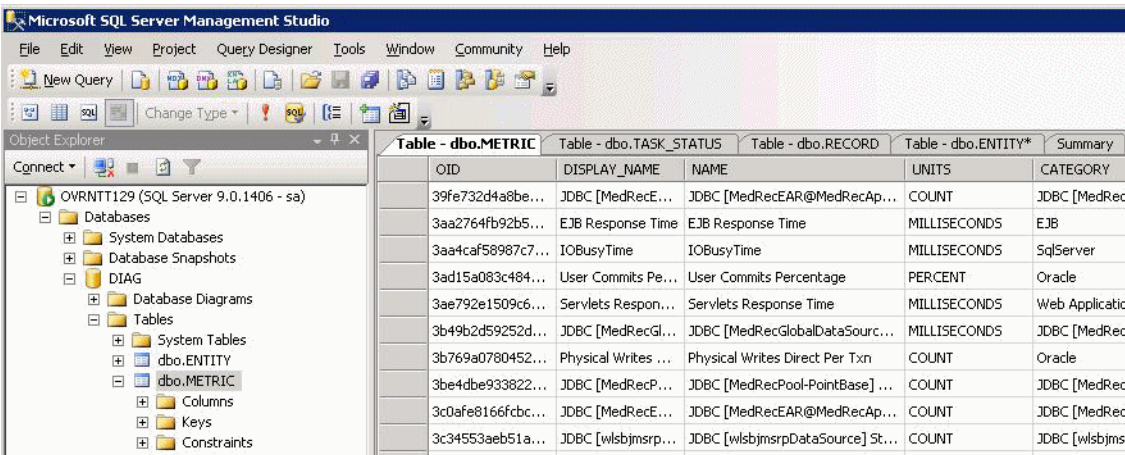 Microsoft SQL Server Management Studio
File Edit View Project Query Designer Tools Window Community Help
New Query
Change Type
Object Explorer
Connect
OVRNTT129 (SQL Server 9.0.1406 - sa)
Databases
System Databases
Database Snapshots
DIAG
Database Diagrams
Tables
System Tables
dbo.ENTITY
dbo.METRIC
Columns
Keys
Constraints
Table - dbo.METRIC Table - dbo.TASK_STATUS Table - dbo.RECORD Table - dbo.ENTITY* Summary
OID DISPLAY_NAME NAME UNITS CATEGORY
39fe732d4a8be... JDBC [MedRecE... JDBC [MedRecEAR@MedRecAp... COUNT JDBC [MedRec
3aa2764fb92b5... EJB Response Time EJB Response Time MILLISECONDS EJB
3aa4caf58987c7... IOBusyTime IOBusyTime MILLISECONDS SqlServer
3ad15a083c484... User Commits Pe... User Commits Percentage PERCENT Oracle
3ae792e1509c6... Servlets Respon... Servlets Response Time MILLISECONDS Web Applicatio
3b49b2d59252d... JDBC [MedRecGl... JDBC [MedRecGlobalDataSourc... MILLISECONDS JDBC [MedRec
3b769a0780452... Physical Writes ... Physical Writes Direct Per Txn COUNT Oracle
3be4dbe933822... JDBC [MedRecP... JDBC [MedRecPool-PointBase] ... COUNT JDBC [MedRec
3c0afe8166fcbc... JDBC [MedRecE... JDBC [MedRecEAR@MedRecAp... COUNT JDBC [MedRec
3c34553aeb51a... JDBC [wlsbjmsrp... JDBC [wlsbjmsrpDataSource] St... COUNT JDBC [wlsbjms